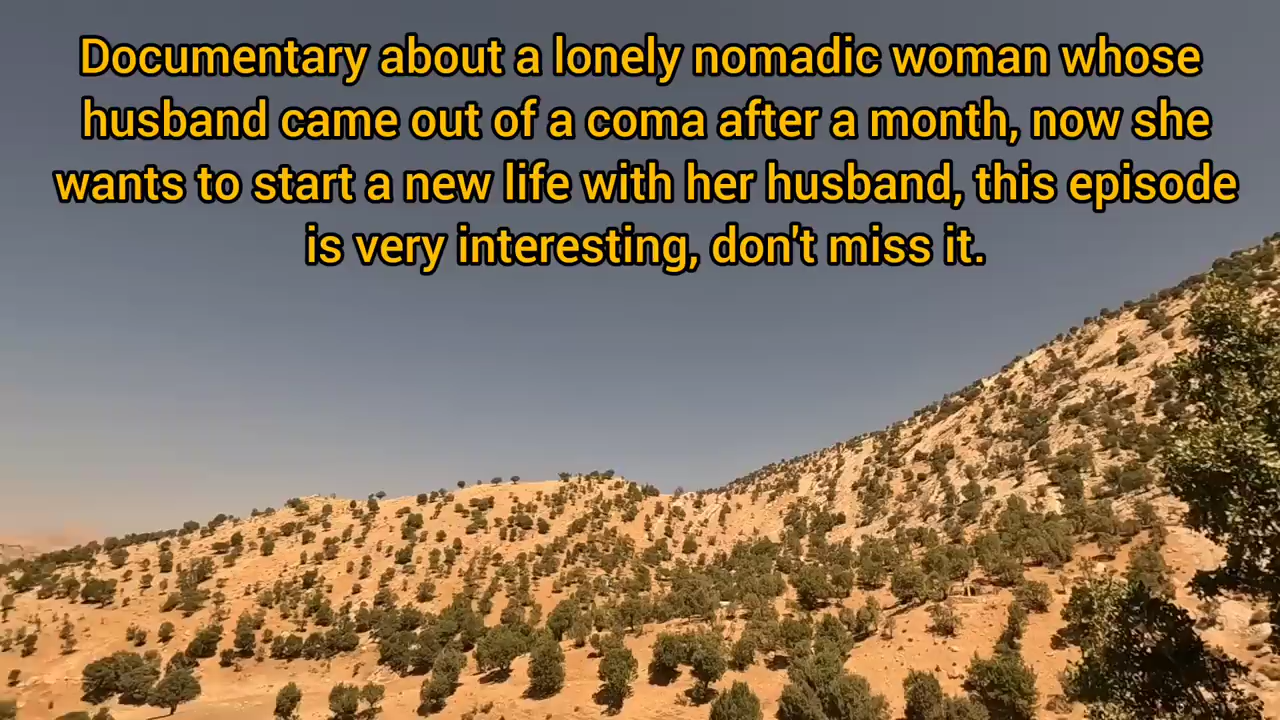 Documentary about a lonely nomadic woman whose
husband came out of a coma after a month, now she
wants to start a new life with her husband, this episode
is very interesting, don't miss it.